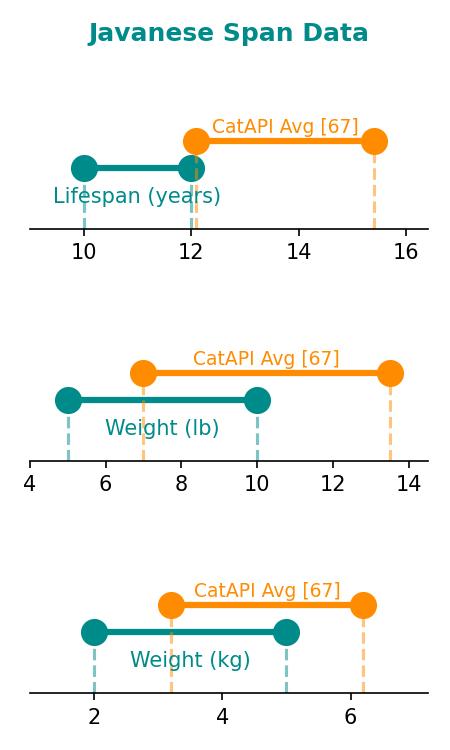 Javanese Span Data
CatAPI Avg [67]
Lifespan (years)
10 12 14 16
CatAPI Avg [67]
Weight (lb)
4 6 8 10 12 14
CatAPI Avg [67]
Weight (kg)
2 4 6